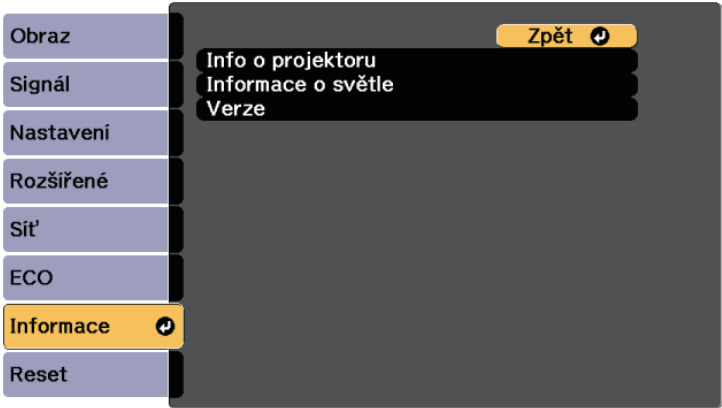 Obraz
Signál
Nastavení
Rozšířené
Síť
ECO
Informace
Reset
Zpět
Info o projektoru
Informace o světle
Verze